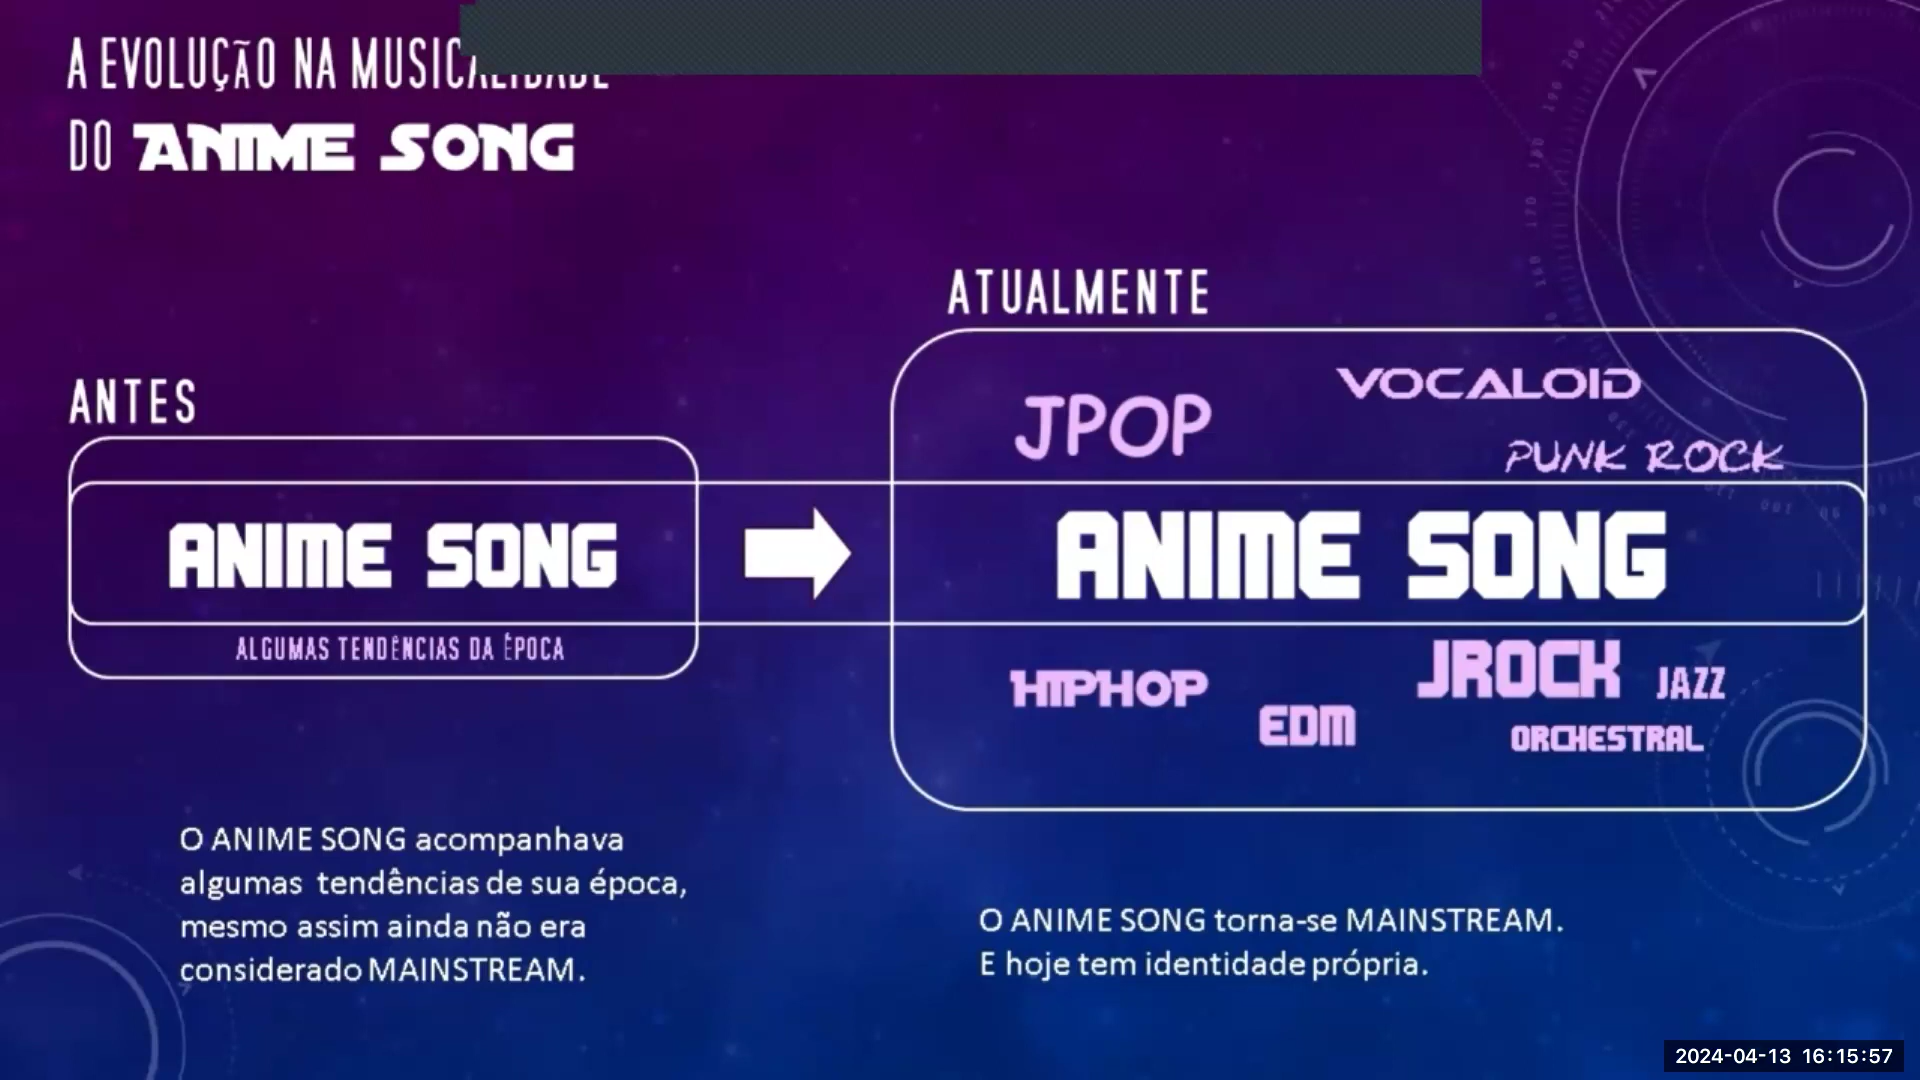 A EVOLUÇÃO NA MUSICALIDADE
DO ANIME SONG
ATUALMENTE
ANTES
JPOP
VOCALOID
PUNK ROCK
ANIME SONG
ANIME SONG
ALGUMAS TENDÊNCIAS DA ÉPOCA
HIPHOP
EDM
JROCK
JAZZ
ORCHESTRAL
O ANIME SONG acompanhava
algumas tendências de sua época,
mesmo assim ainda não era
considerado MAINSTREAM.
O ANIME SONG torna-se MAINSTREAM.
E hoje tem identidade própria.
2024-04-13 16:15:57